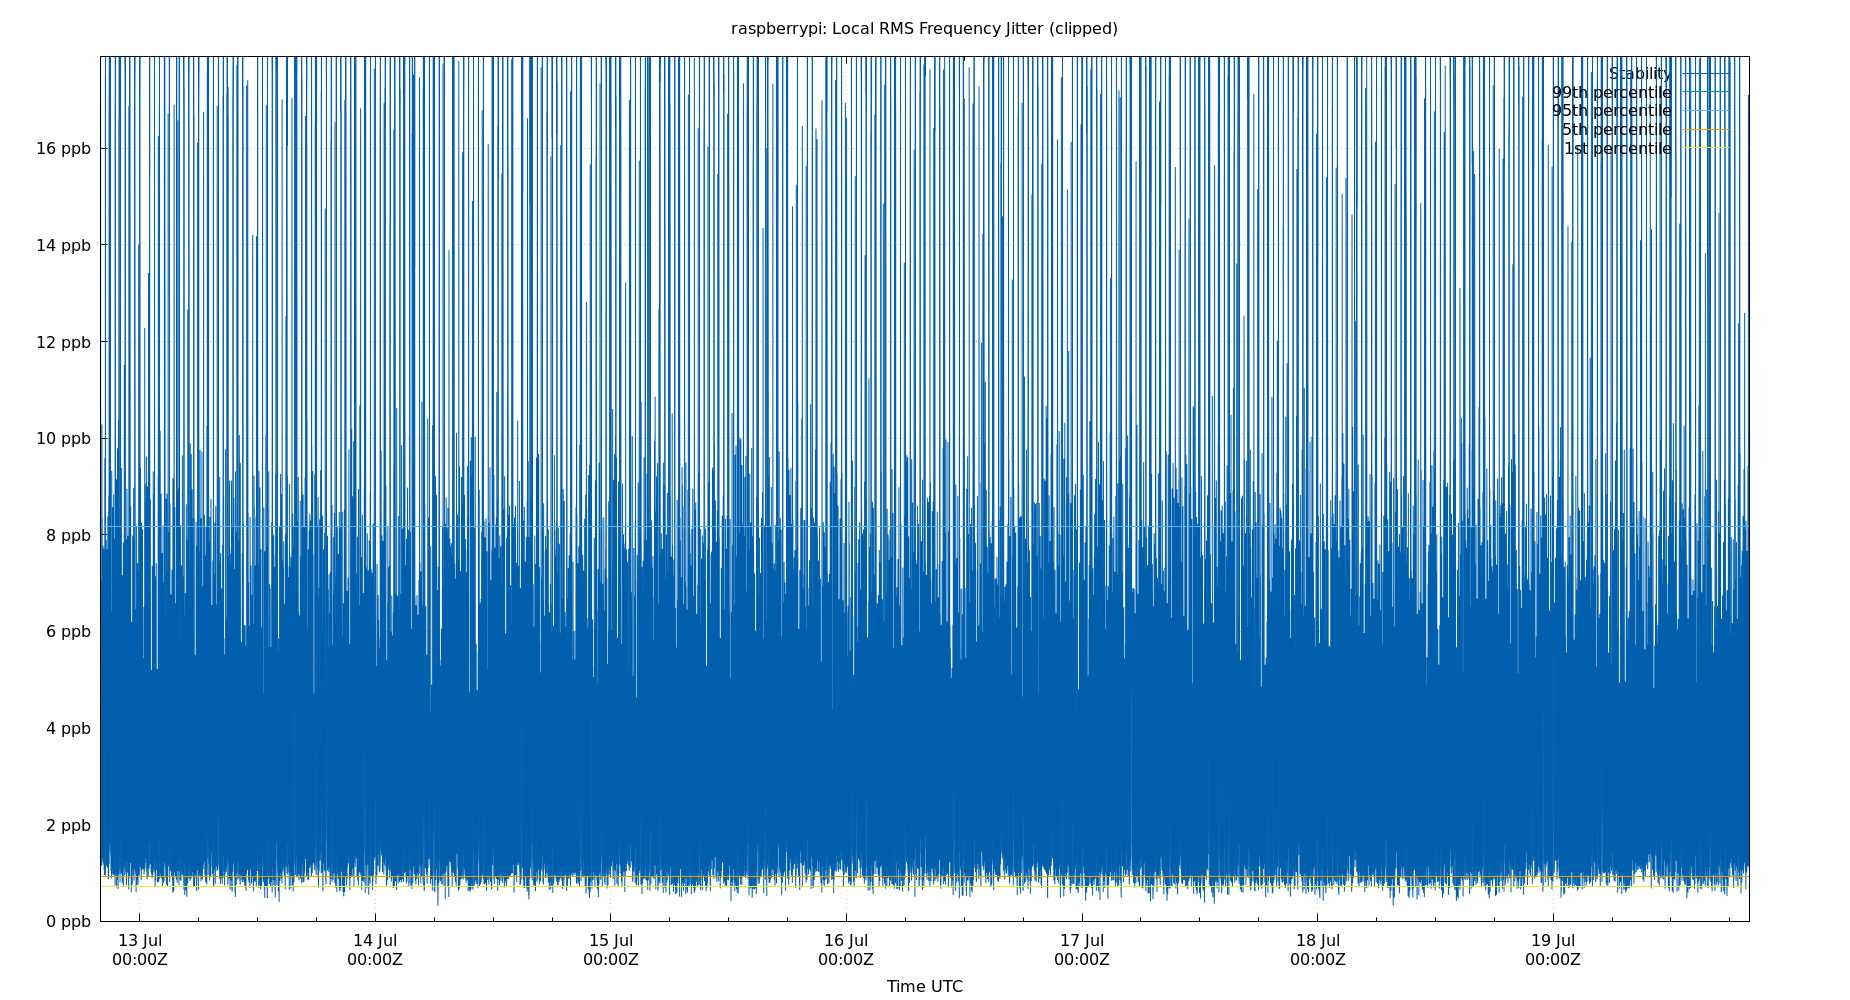 raspberrypi: Local RMS Frequency Jitter (clipped)
Stability
99th percentile
95th percentile
5th percentile
1st percentile
16 ppb
14 ppb
12 ppb
10 ppb
8 ppb
6 ppb
4 ppb
2 ppb
0 ppb
13 Jul 14 Jul 15 Jul 16 Jul 17 Jul 18 Jul 19 Jul
00:00Z 00:00Z 00:00Z 00:00Z 00:00Z 00:00Z 00:00Z
Time UTC